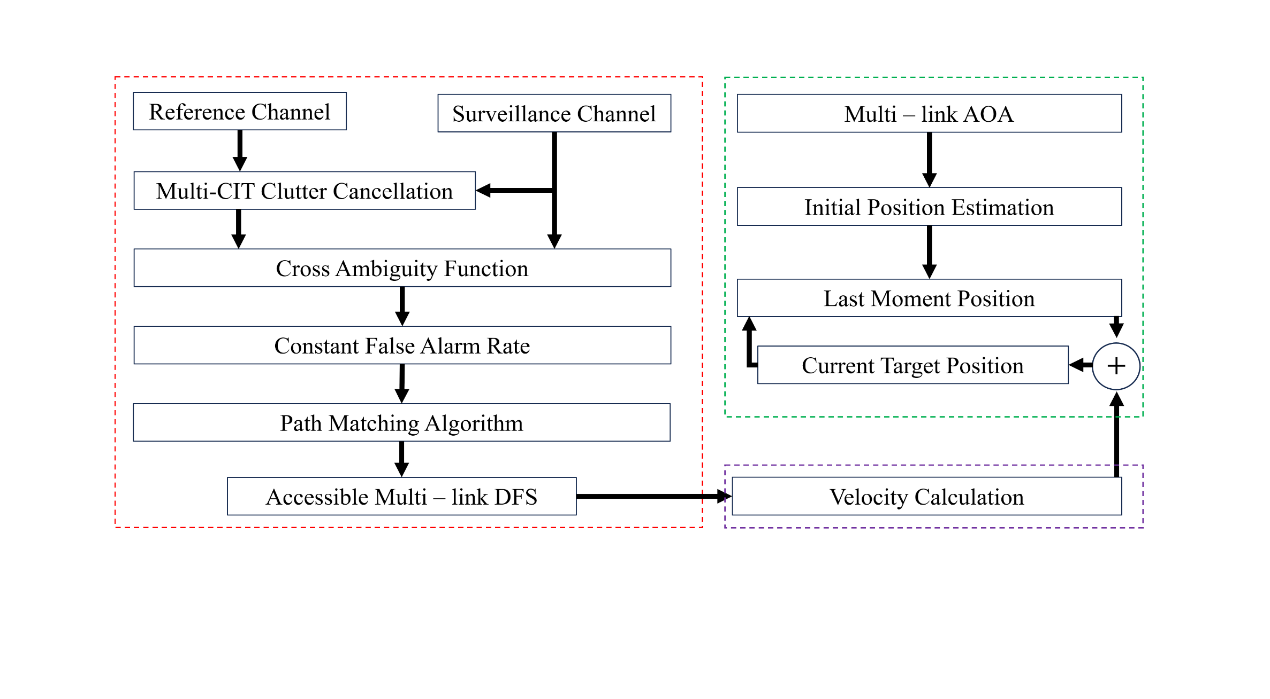 Reference Channel
Surveillance Channel
Multi-CIT Clutter Cancellation
Cross Ambiguity Function
Constant False Alarm Rate
Path Matching Algorithm
Accessible Multi – link DFS
Multi – link AOA
Initial Position Estimation
Last Moment Position
Current Target Position
+
Velocity Calculation